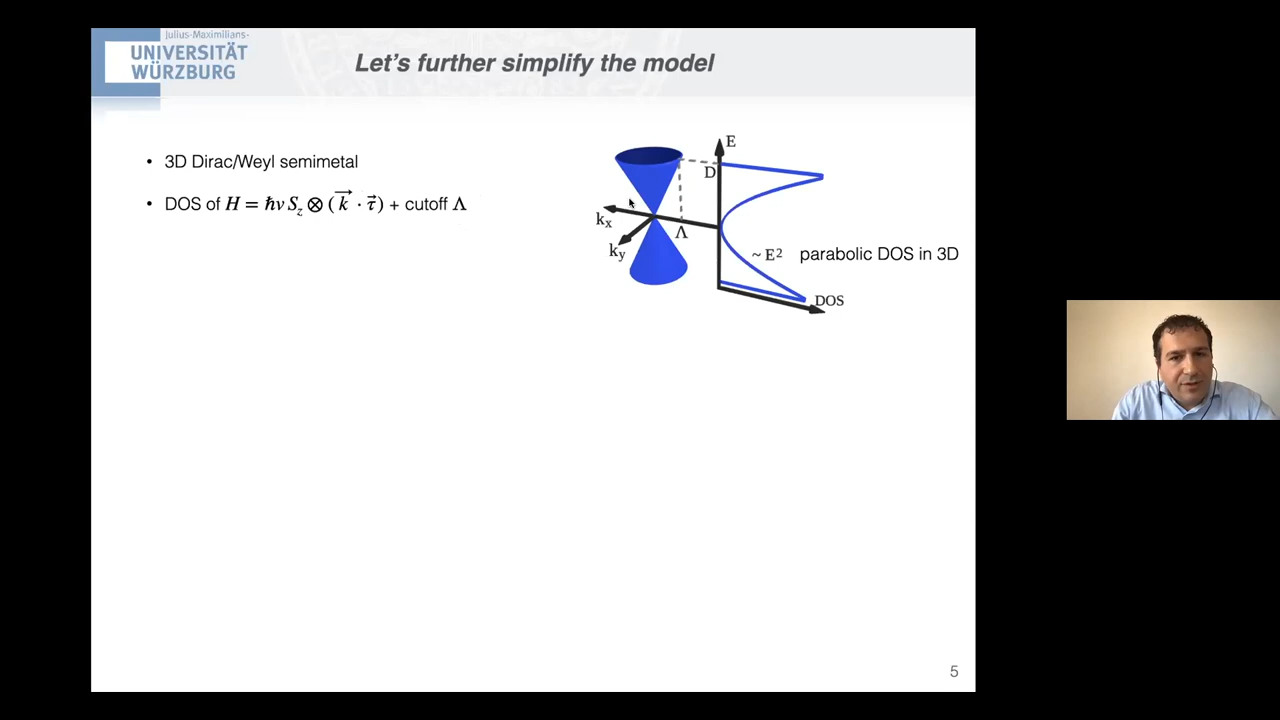 Julius-Maximilians-
UNIVERSITÄT
WÜRZBURG
Let's further simplify the model
• 3D Dirac/Weyl semimetal
• DOS of H = ħv S_z ⊗ (k⃗ · τ⃗) + cutoff Λ
E
D
k_x
Λ
k_y
~ E²
parabolic DOS in 3D
DOS
5